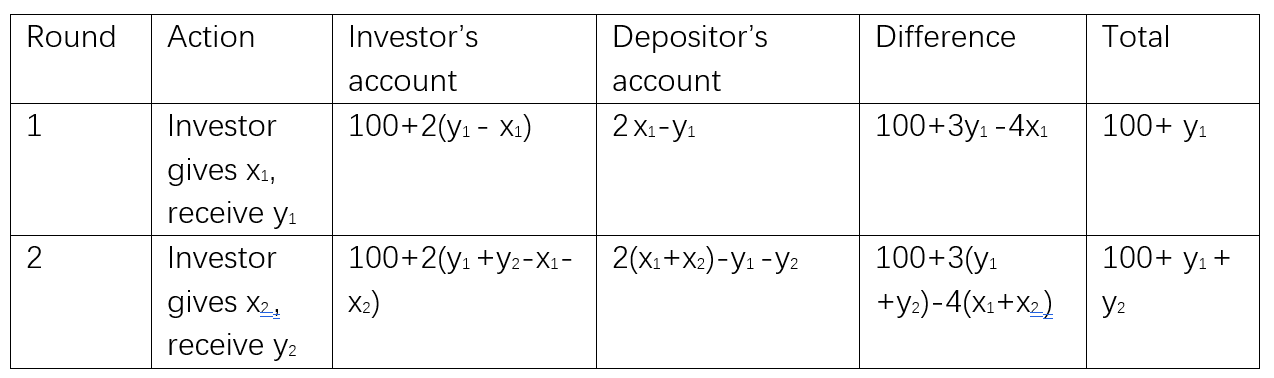 Round Action Investor’s account Depositor’s account Difference Total
1 Investor gives x₁, receive y₁ 100+2(y₁ - x₁) 2 x₁-y₁ 100+3y₁ -4x₁ 100+ y₁
2 Investor gives x₂, receive y₂ 100+2(y₁ +y₂-x₁-x₂) 2(x₁+x₂)-y₁ -y₂ 100+3(y₁ +y₂)-4(x₁+x₂) 100+ y₁ + y₂